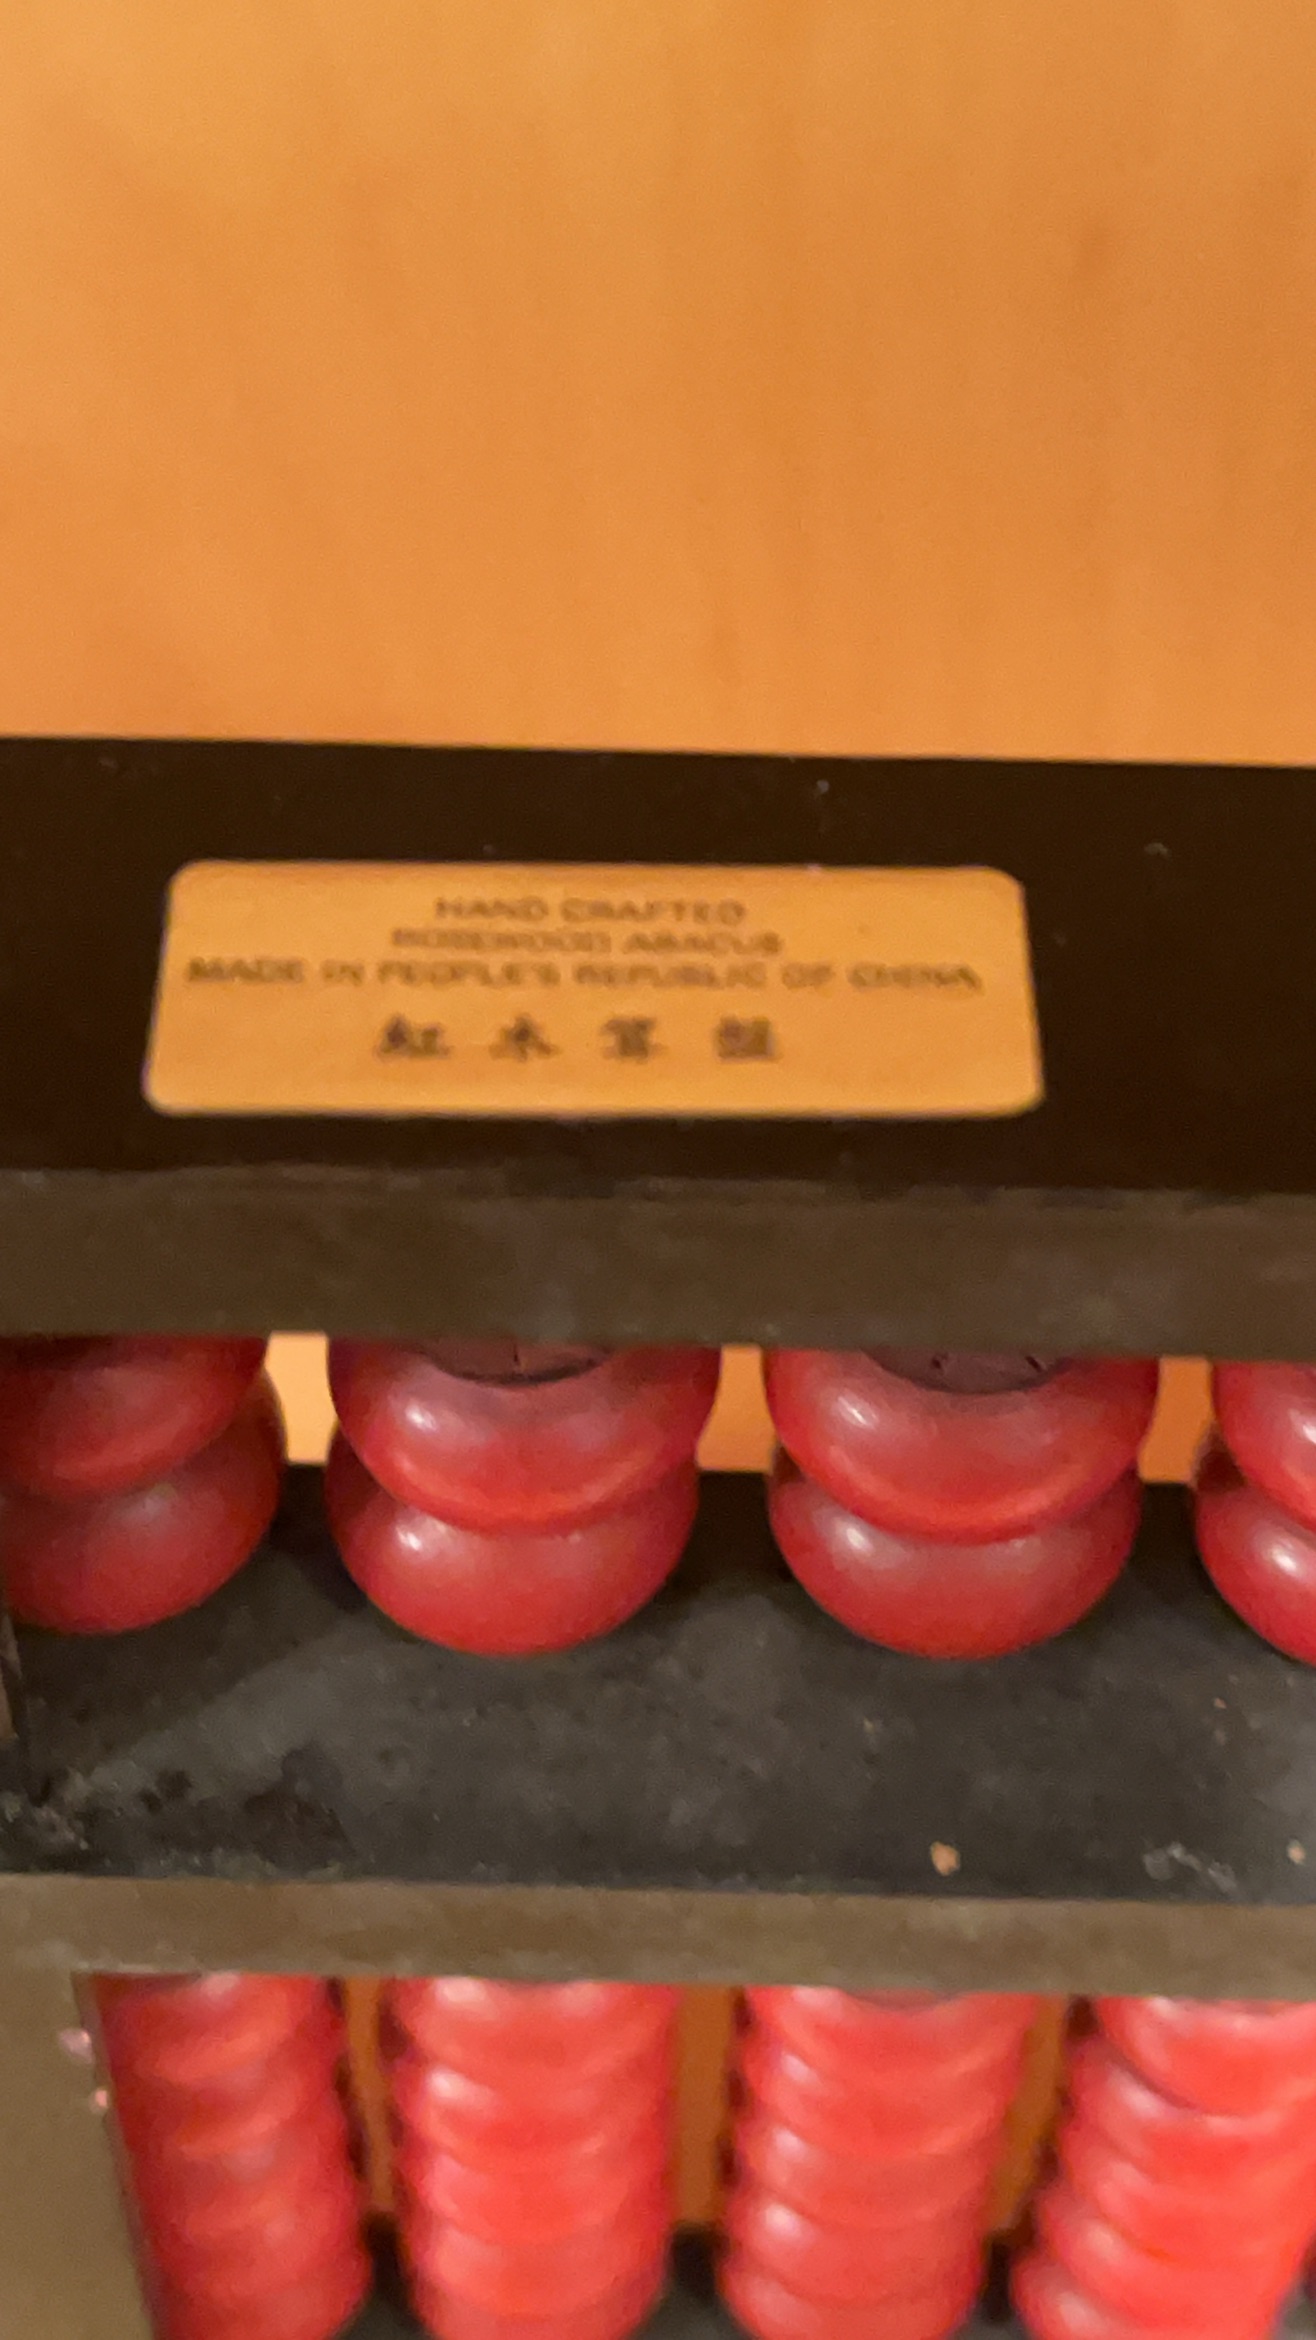 HAND CRAFTED
ROSEWOOD ABACUS
MADE IN PEOPLE'S REPUBLIC OF CHINA
紅木算盤